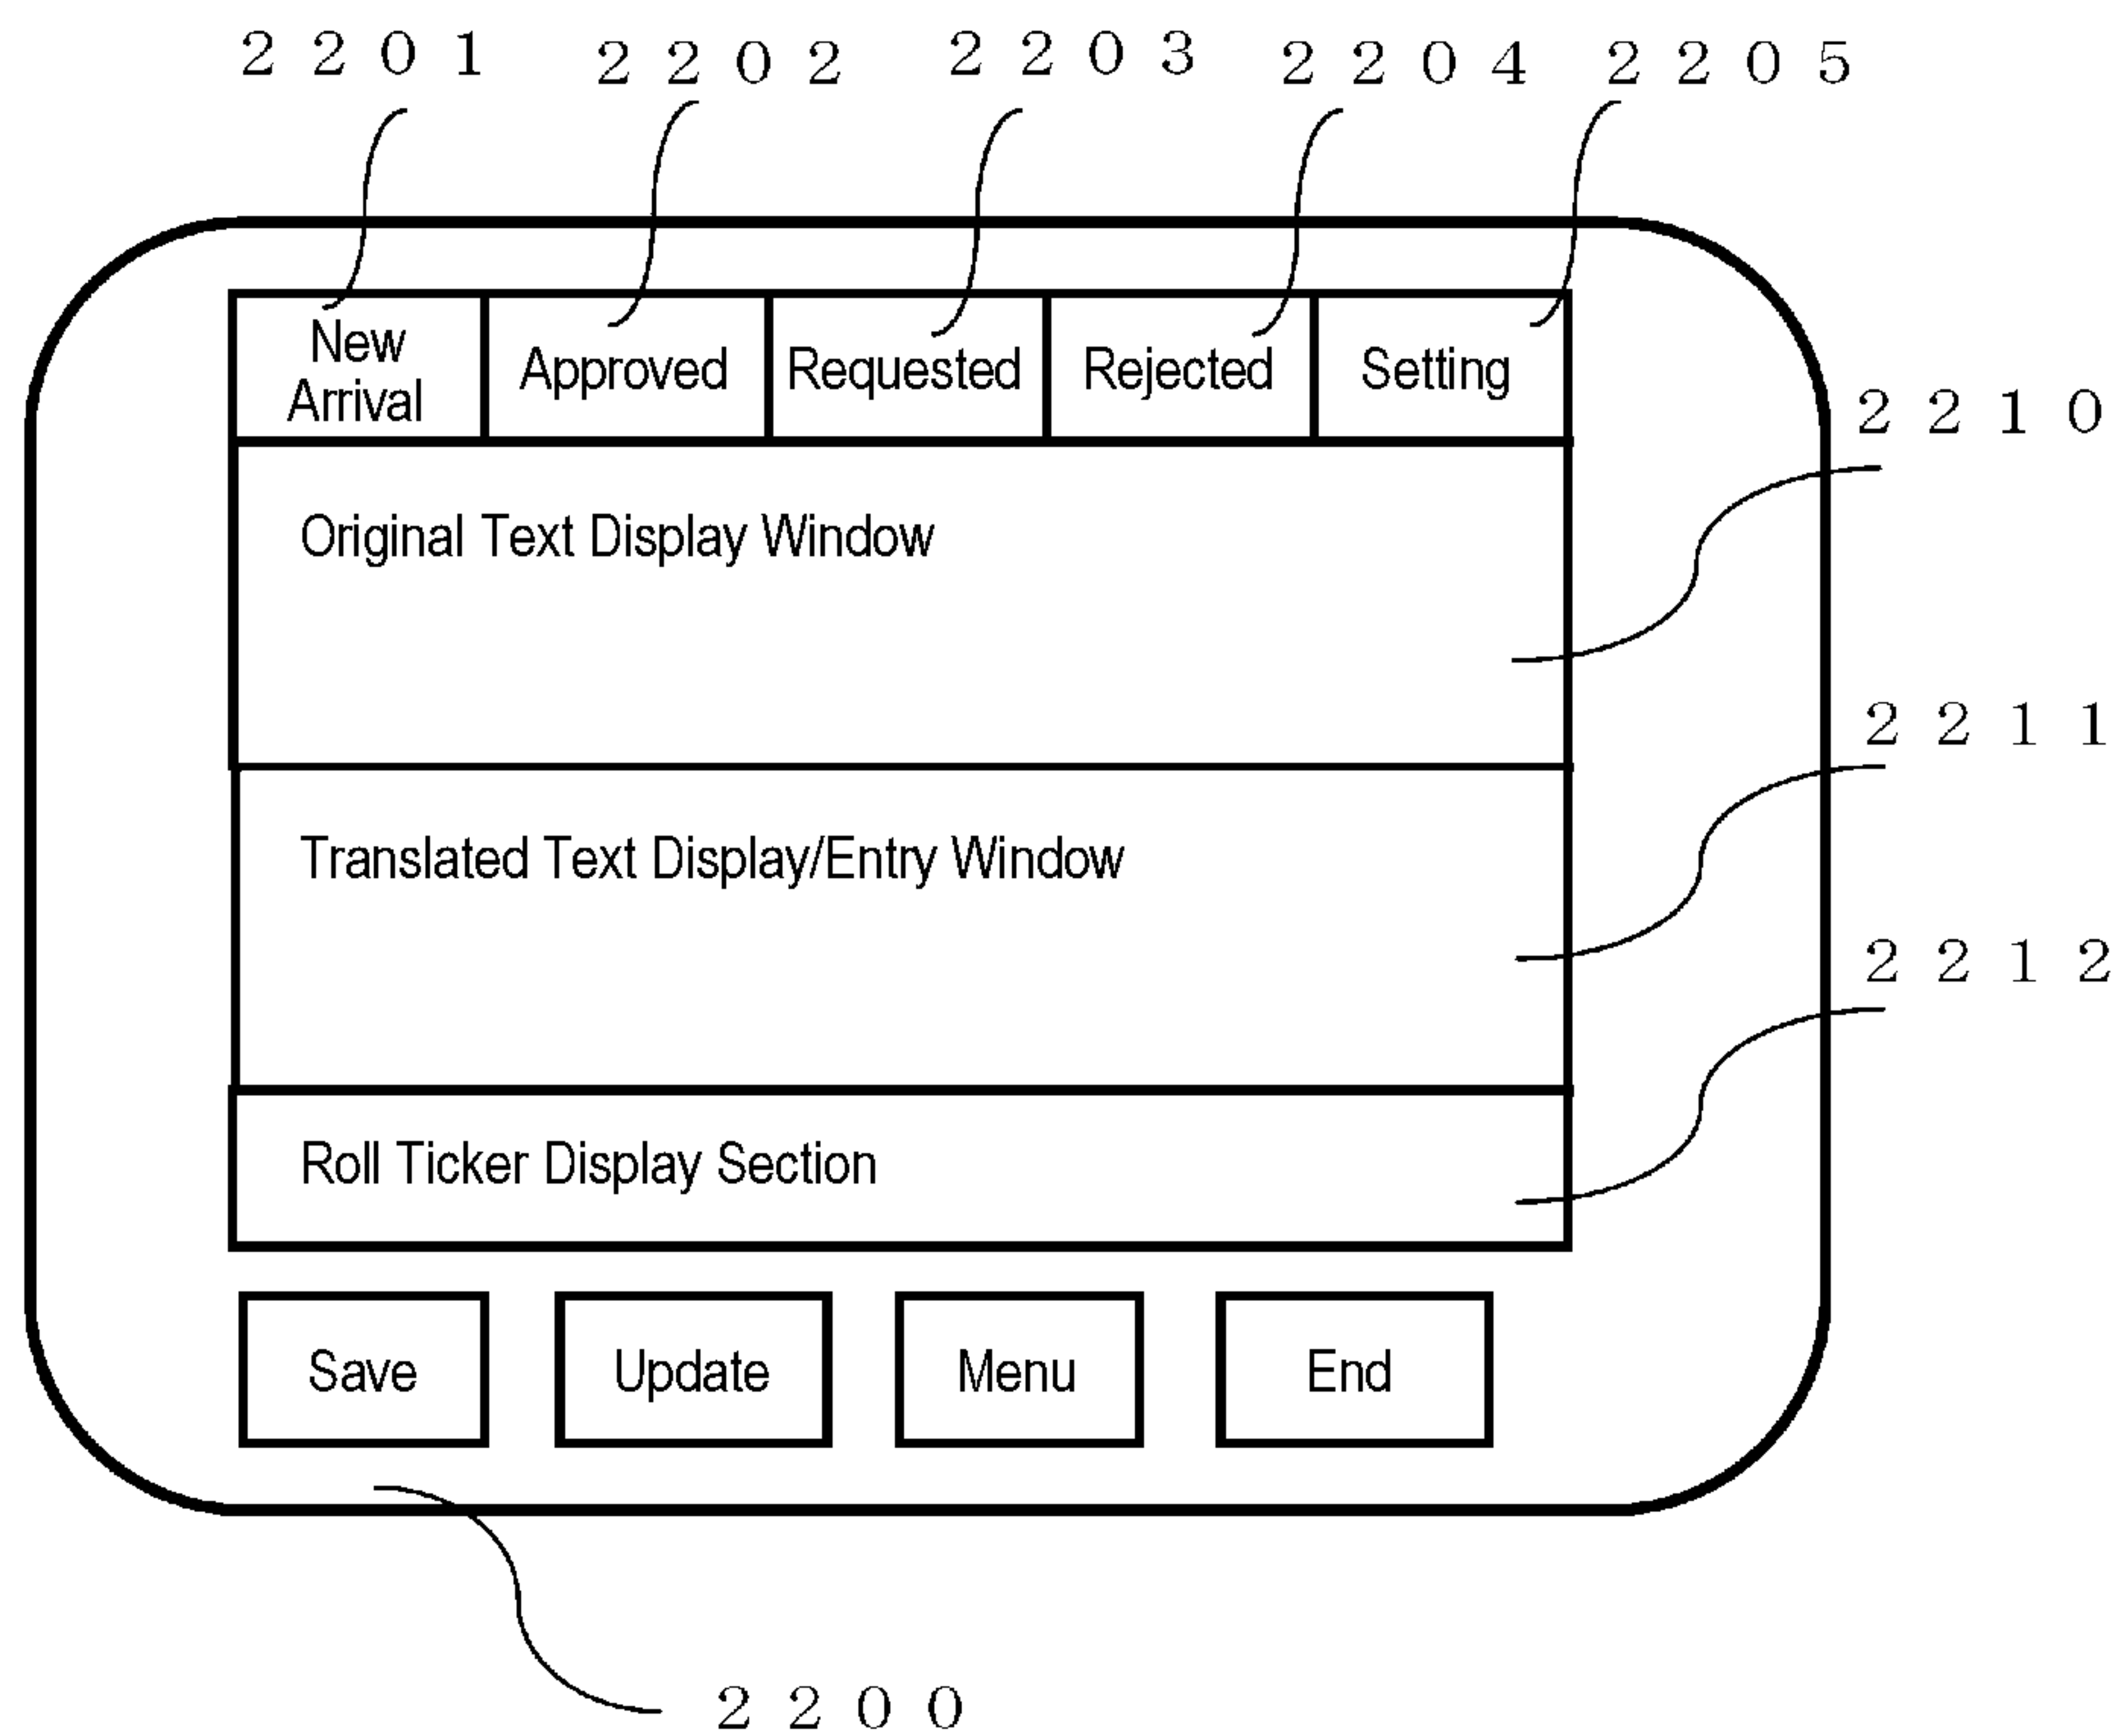 2201 2202 2203 2204 2205
New Arrival Approved Requested Rejected Setting
2210
Original Text Display Window
2211
Translated Text Display/Entry Window
2212
Roll Ticker Display Section
Save Update Menu End
2200